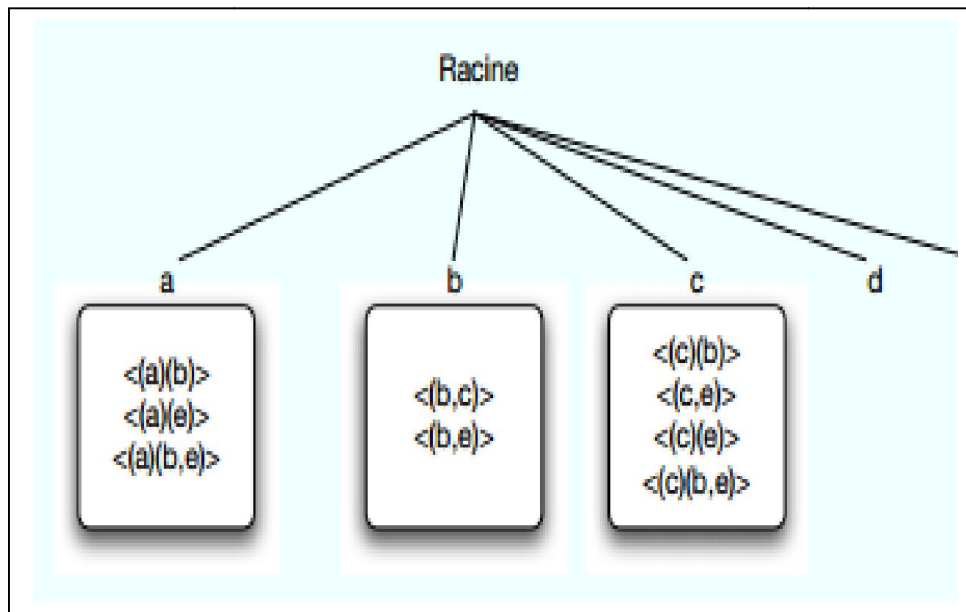 Racine
a b c d
<(a)(b)>
<(a)(e)>
<(a)(b,e)>
<(b,c)>
<(b,e)>
<(c)(b)>
<(c,e)>
<(c)(e)>
<(c)(b,e)>